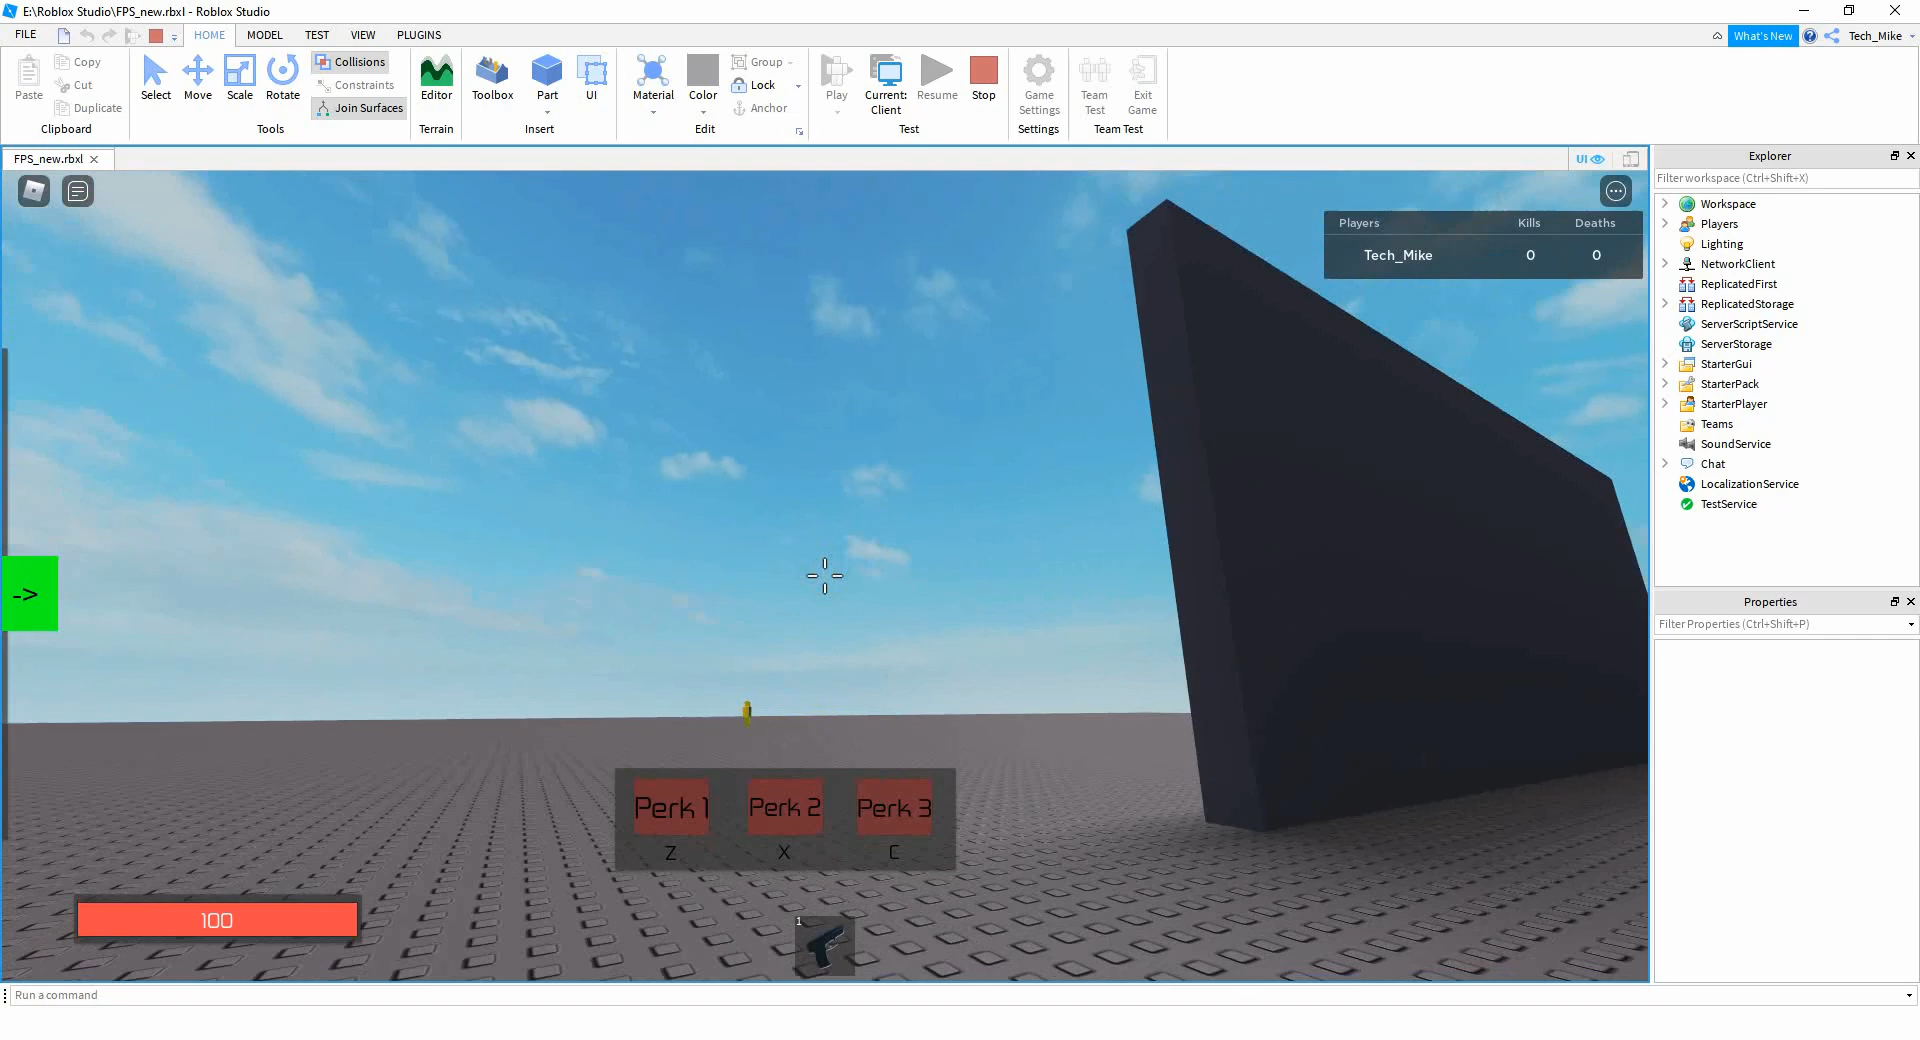 E:\Roblox Studio\FPS_new.rbxl - Roblox Studio
FILE HOME MODEL TEST VIEW PLUGINS What's New Tech_Mike
Paste Copy Cut Duplicate
Clipboard
Select Move Scale Rotate Collisions Constraints Join Surfaces
Tools
Editor
Terrain
Toolbox Part UI
Insert
Material Color Group Lock Anchor
Edit
Play Current: Client Resume Stop
Test
Game Settings
Settings
Team Test Exit Game
Team Test
FPS_new.rbxl
UI
Players Kills Deaths
Tech_Mike 0 0
->
Perk 1 Perk 2 Perk 3
Z X C
100
1
Explorer
Filter workspace (Ctrl+Shift+X)
Workspace
Players
Lighting
NetworkClient
ReplicatedFirst
ReplicatedStorage
ServerScriptService
ServerStorage
StarterGui
StarterPack
StarterPlayer
Teams
SoundService
Chat
LocalizationService
TestService
Properties
Filter Properties (Ctrl+Shift+P)
Run a command